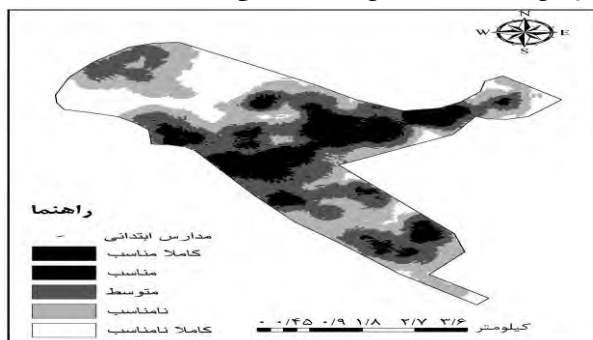 N
W E
S
راهنما
مدارس ابتدائی
کاملا مناسب
مناسب
متوسط
نامناسب
کاملا نامناسب
۰ ۰/۴۵ ۰/۹ ۱/۸ ۲/۷ ۳/۶
کیلومتر